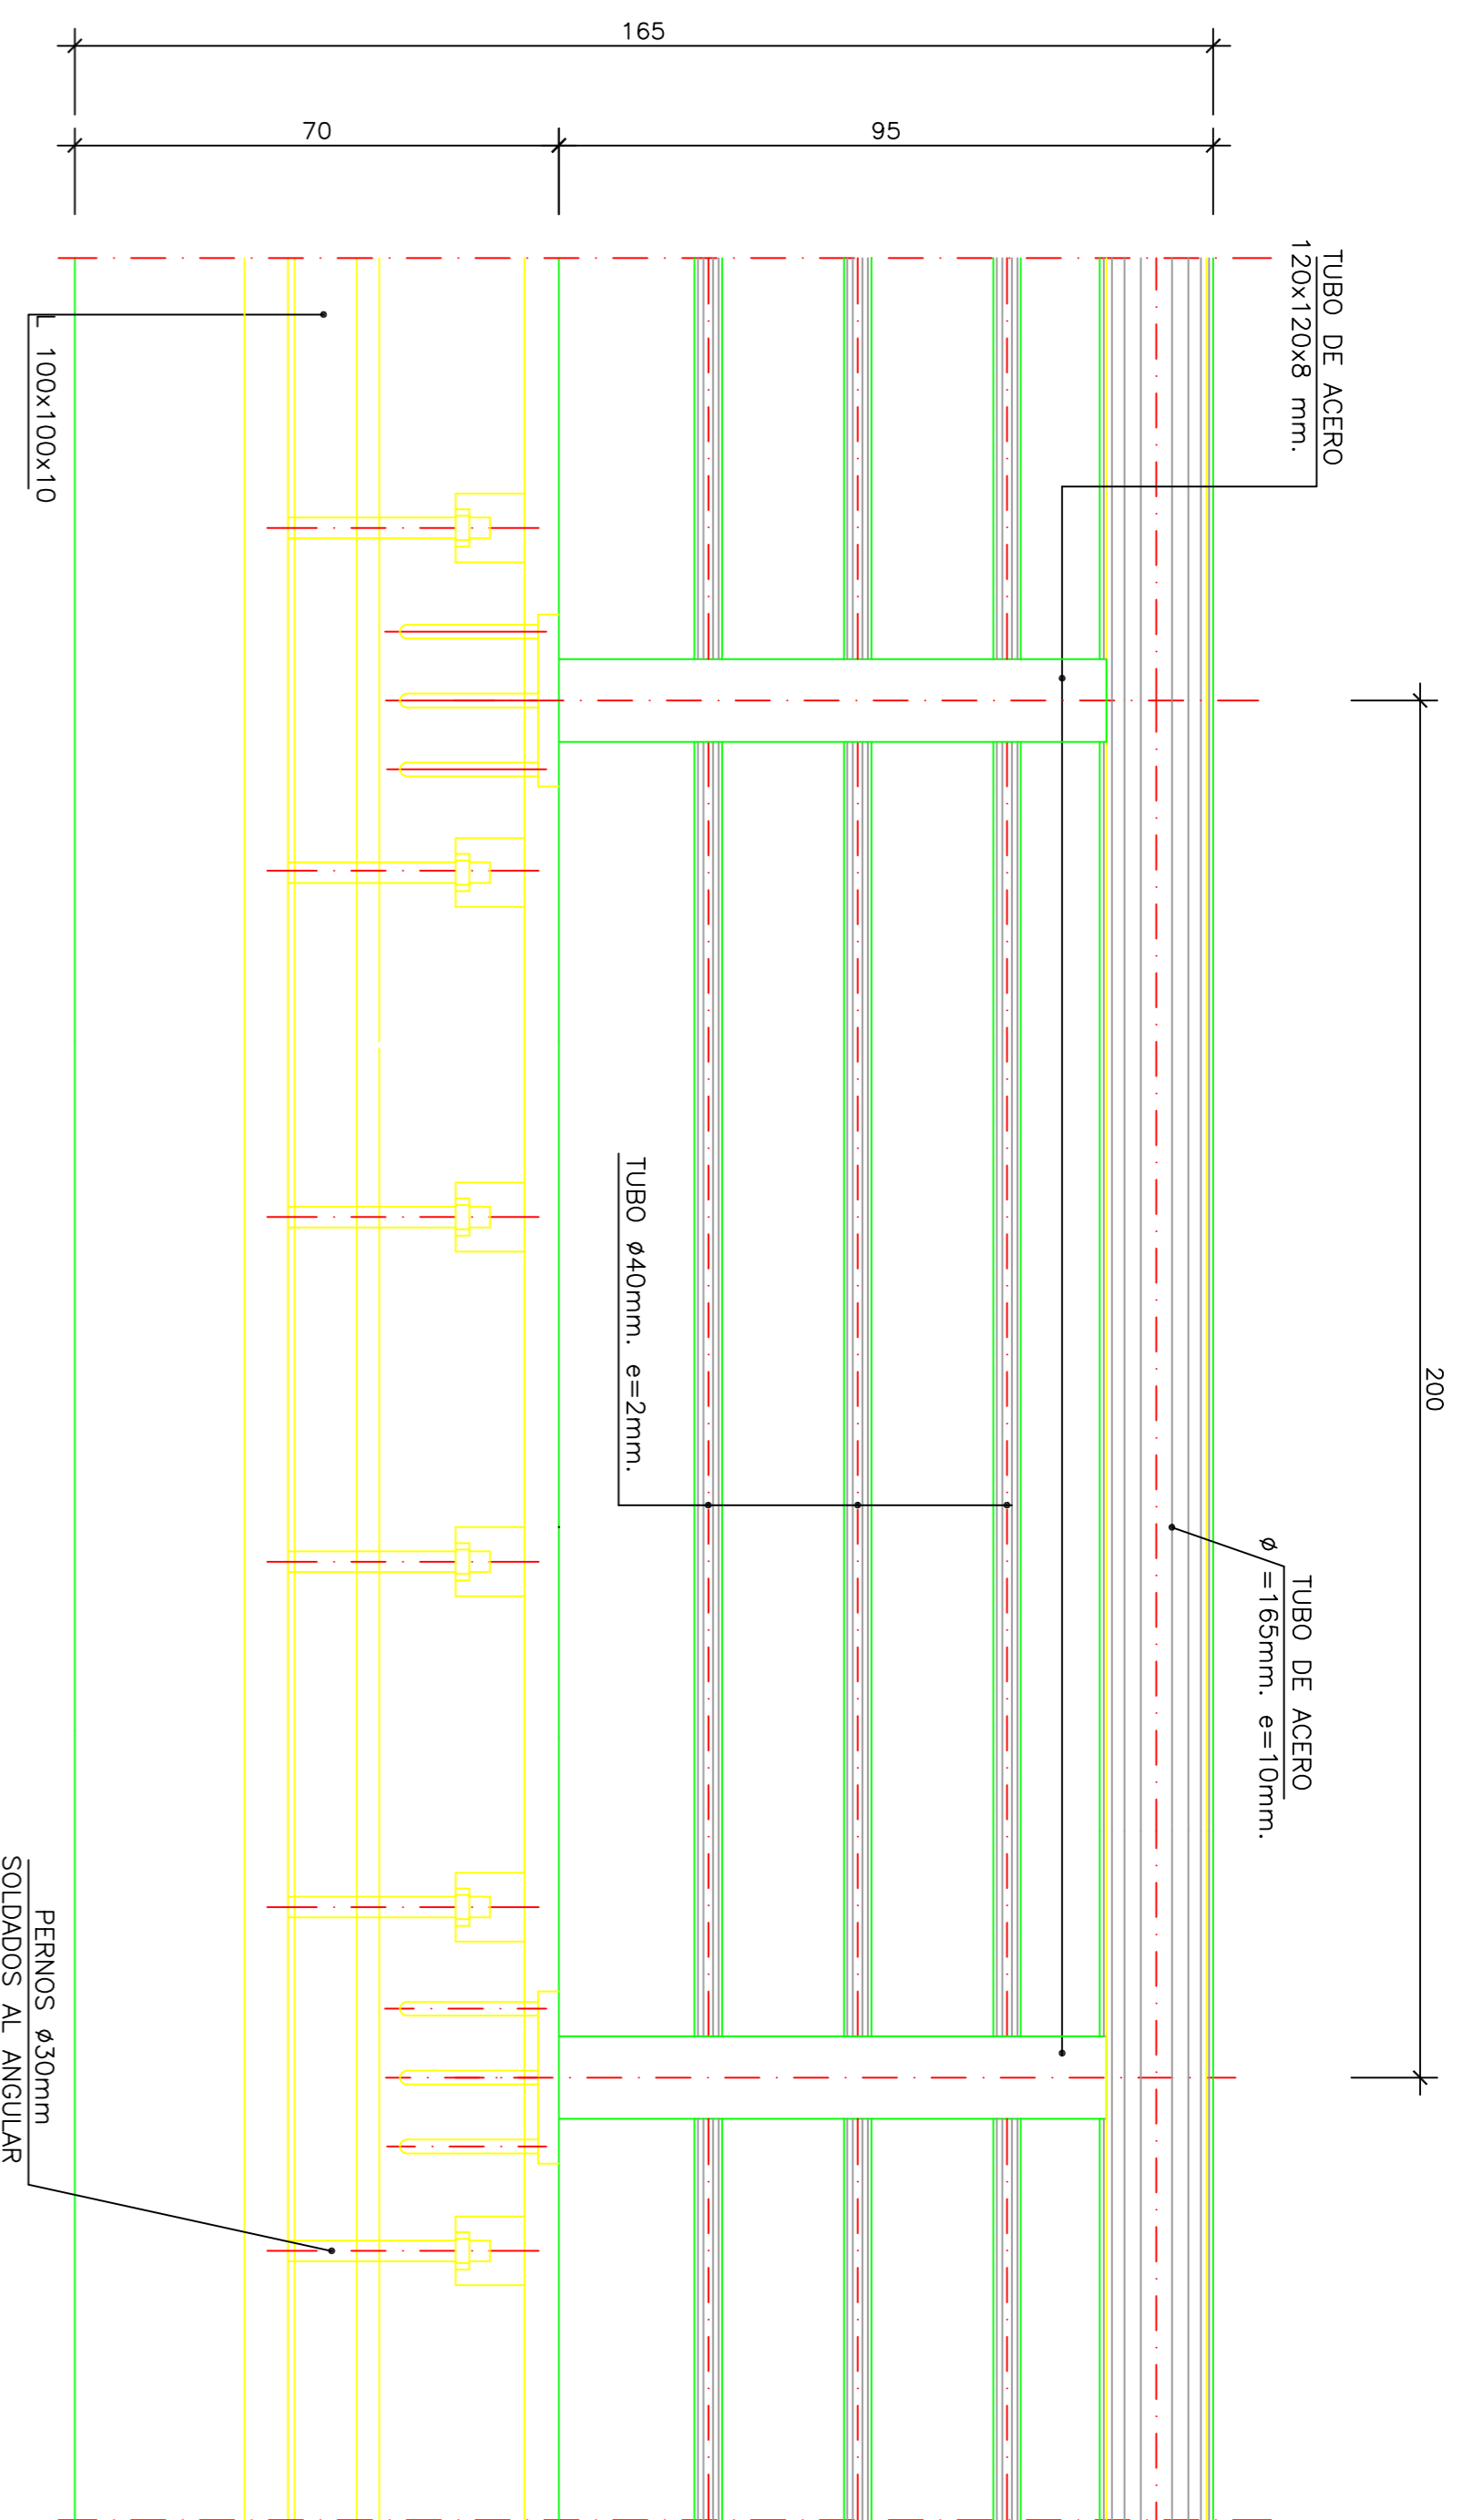 200
TUBO DE ACERO
120x120x8 mm.
TUBO DE ACERO
ø =165mm. e=10mm.
165
95
70
TUBO ø40mm. e=2mm.
L 100x100x10
PERNOS ø30mm
SOLDADOS AL ANGULAR